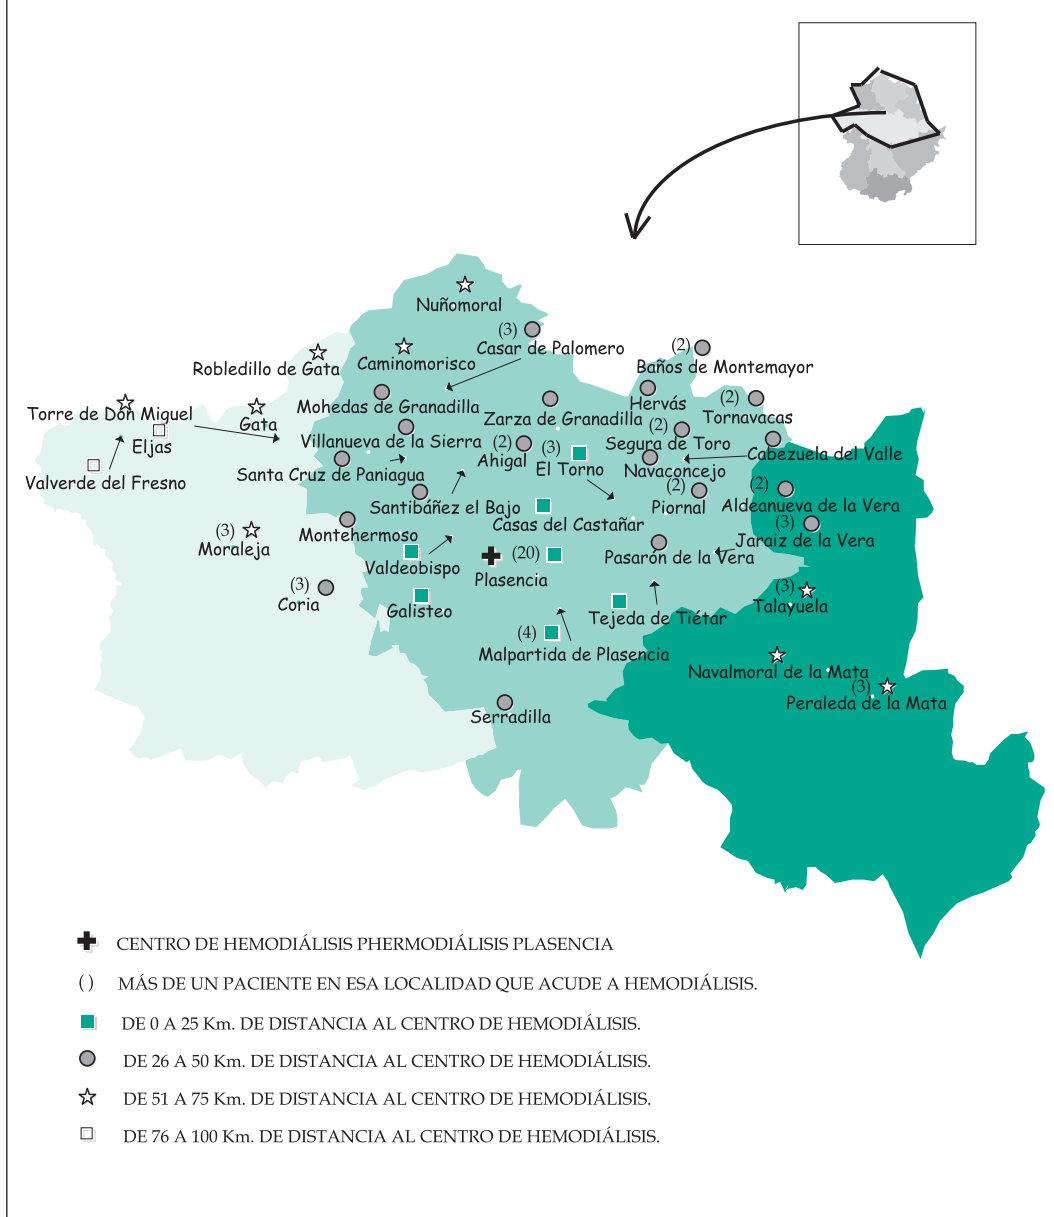 Nuñomoral
(3)
Casar de Palomero
(2)
Baños de Montemayor
Robledillo de Gata
Caminomorisco
Mohedas de Granadilla
Zarza de Granadilla
Hervás
(2)
Tornavacas
Torre de Don Miguel
Gata
Eljas
Villanueva de la Sierra
(2)
Ahigal
(3)
El Torno
(2)
Segura de Toro
Navaconcejo
Cabezuela del Valle
Valverde del Fresno
Santa Cruz de Paniagua
Santibáñez el Bajo
Casas del Castañar
(2)
Piornal
(2)
Aldeanueva de la Vera
(3)
Moraleja
Montehermoso
Valdeobispo
Plasencia
(20)
Pasarón de la Vera
(3)
Jaraiz de la Vera
(3)
Coria
Galisteo
Tejeda de Tiétar
(3)
Talayuela
(4)
Malpartida de Plasencia
Navalmoral de la Mata
(3)
Peraleda de la Mata
Serradilla
CENTRO DE HEMODIÁLISIS PHERMODIÁLISIS PLASENCIA
( ) MÁS DE UN PACIENTE EN ESA LOCALIDAD QUE ACUDE A HEMODIÁLISIS.
DE 0 A 25 Km. DE DISTANCIA AL CENTRO DE HEMODIÁLISIS.
DE 26 A 50 Km. DE DISTANCIA AL CENTRO DE HEMODIÁLISIS.
DE 51 A 75 Km. DE DISTANCIA AL CENTRO DE HEMODIÁLISIS.
DE 76 A 100 Km. DE DISTANCIA AL CENTRO DE HEMODIÁLISIS.